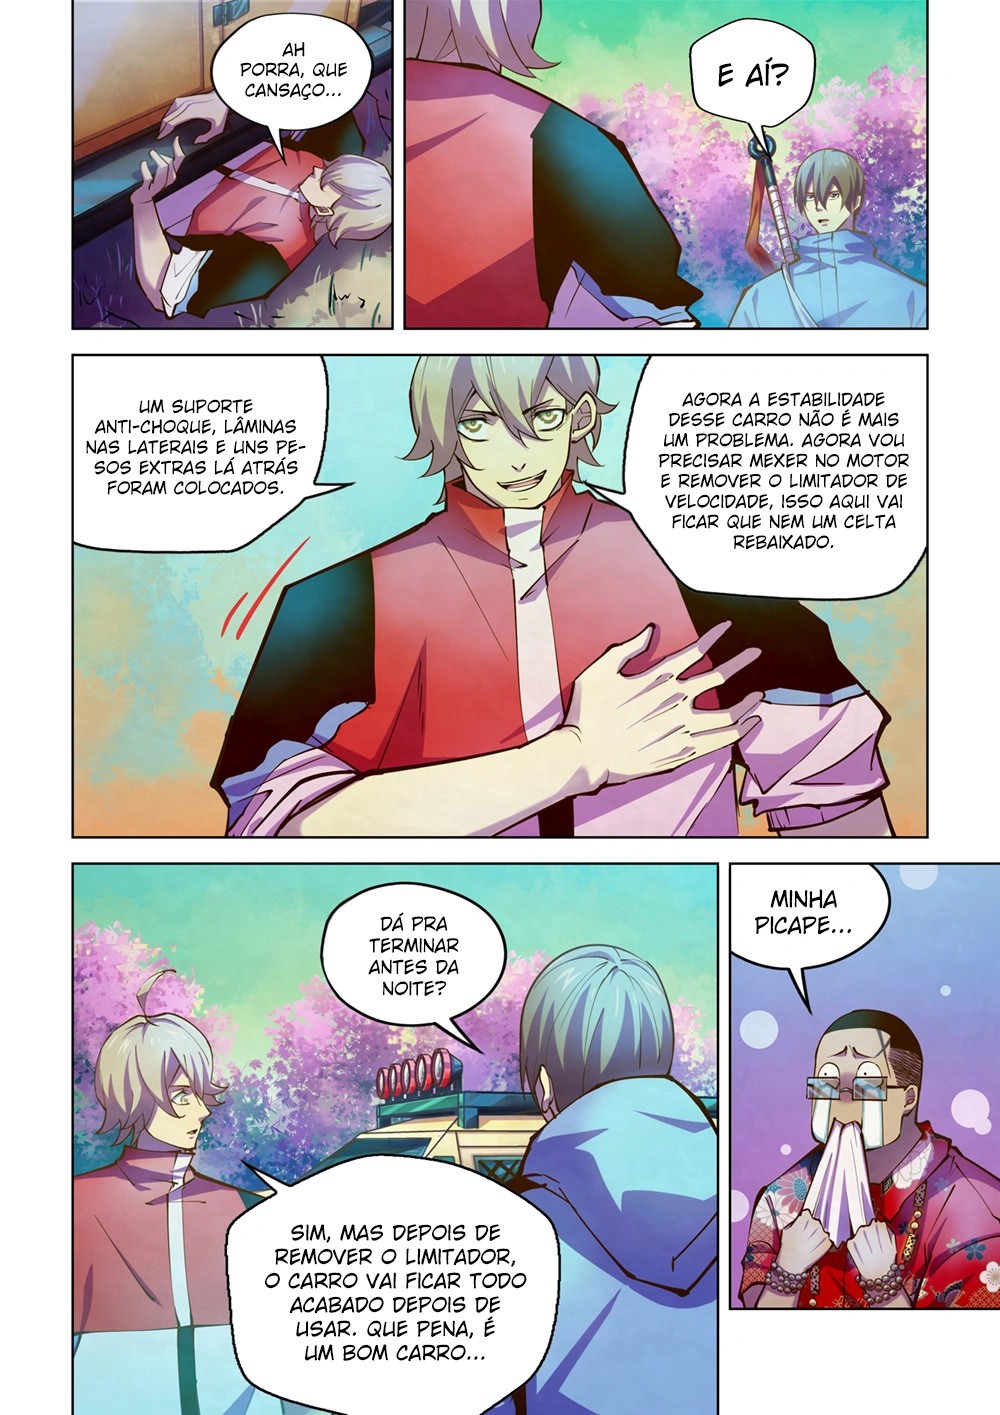 AH
PORRA, QUE
CANSAÇO...
E AÍ?
UM SUPORTE
ANTI-CHOQUE, LÂMINAS
NAS LATERAIS E UNS PE-
SOS EXTRAS LÁ ATRÁS
FORAM COLOCADOS.
AGORA A ESTABILIDADE
DESSE CARRO NÃO É MAIS
UM PROBLEMA. AGORA VOU
PRECISAR MEXER NO MOTOR
E REMOVER O LIMITADOR DE
VELOCIDADE, ISSO AQUI VAI
FICAR QUE NEM UM CELTA
REBAIXADO.
DÁ PRA
TERMINAR
ANTES DA
NOITE?
SIM, MAS DEPOIS DE
REMOVER O LIMITADOR,
O CARRO VAI FICAR TODO
ACABADO DEPOIS DE
USAR. QUE PENA, É
UM BOM CARRO...
MINHA
PICAPE...